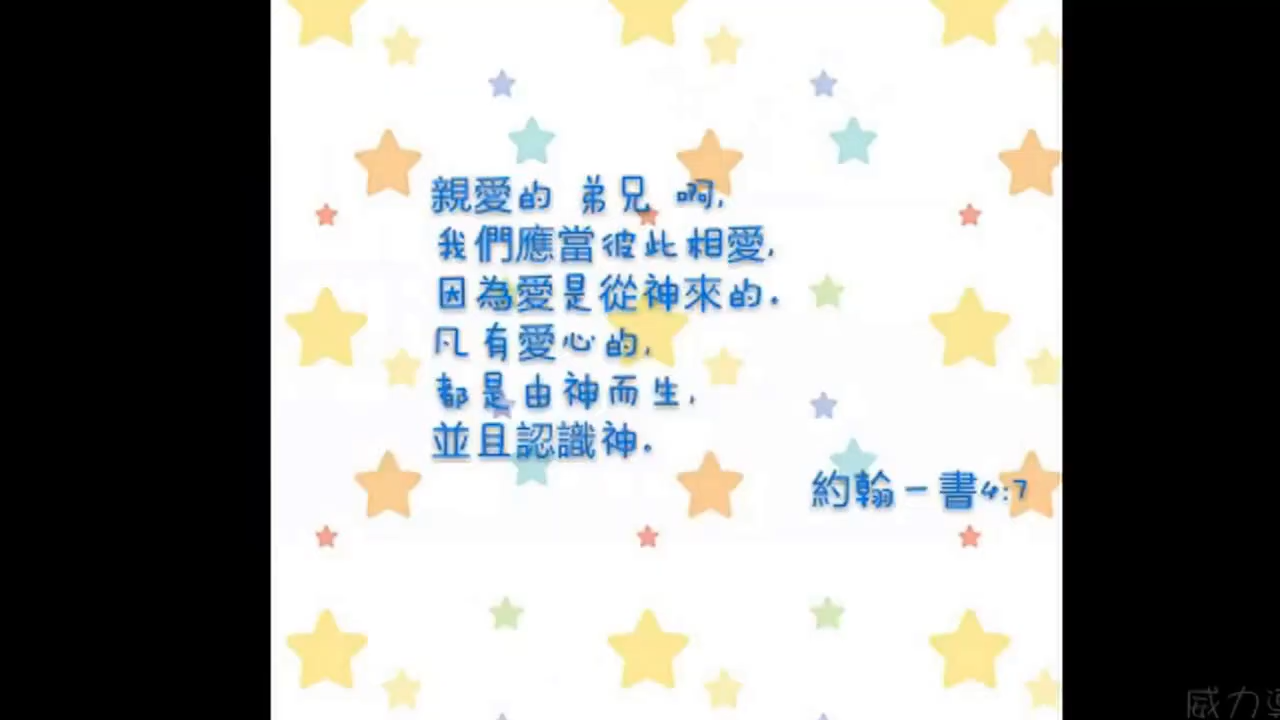 親愛的 弟兄 啊,
我們應當彼此相愛,
因為愛是從神來的.
凡有愛心的,
都是由神而生,
並且認識神.
約翰一書4:7
威力